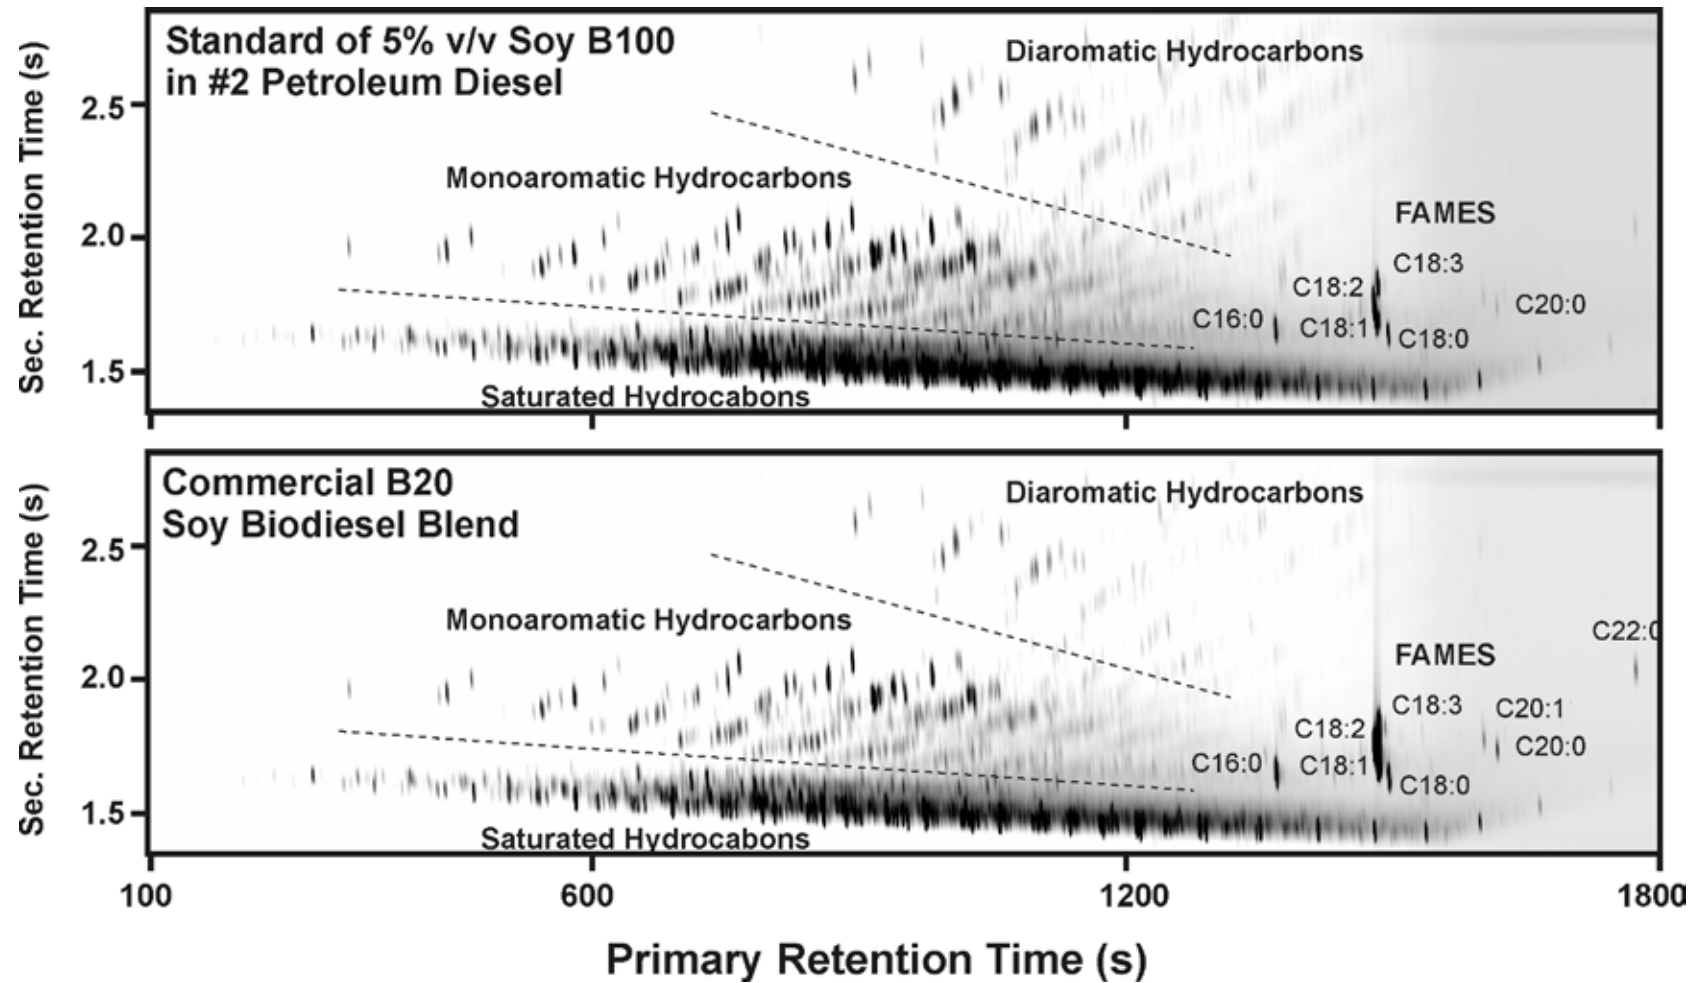 Standard of 5% v/v Soy B100
in #2 Petroleum Diesel
Diaromatic Hydrocarbons
Monoaromatic Hydrocarbons
Saturated Hydrocabons
FAMES
C18:3
C18:2
C16:0
C18:1
C18:0
C20:0
Sec. Retention Time (s)
2.5
2.0
1.5
Commercial B20
Soy Biodiesel Blend
Diaromatic Hydrocarbons
Monoaromatic Hydrocarbons
Saturated Hydrocabons
C22:0
FAMES
C18:3
C20:1
C18:2
C20:0
C16:0
C18:1
C18:0
Sec. Retention Time (s)
2.5
2.0
1.5
100
600
1200
1800
Primary Retention Time (s)